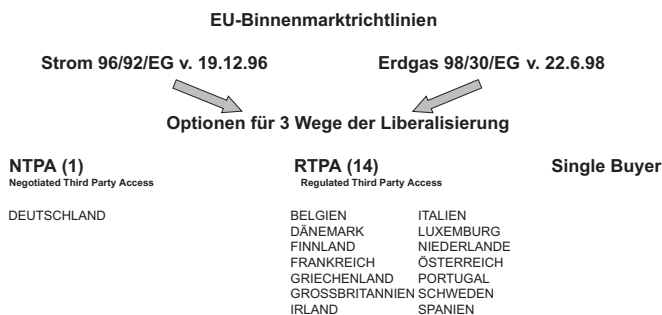 EU-Binnenmarktrichtlinien
Strom 96/92/EG v. 19.12.96
Erdgas 98/30/EG v. 22.6.98
Optionen für 3 Wege der Liberalisierung
NTPA (1)
Negotiated Third Party Access
DEUTSCHLAND
RTPA (14)
Regulated Third Party Access
BELGIEN ITALIEN
DÄNEMARK LUXEMBURG
FINNLAND NIEDERLANDE
FRANKREICH ÖSTERREICH
GRIECHENLAND PORTUGAL
GROSSBRITANNIEN SCHWEDEN
IRLAND SPANIEN
Single Buyer